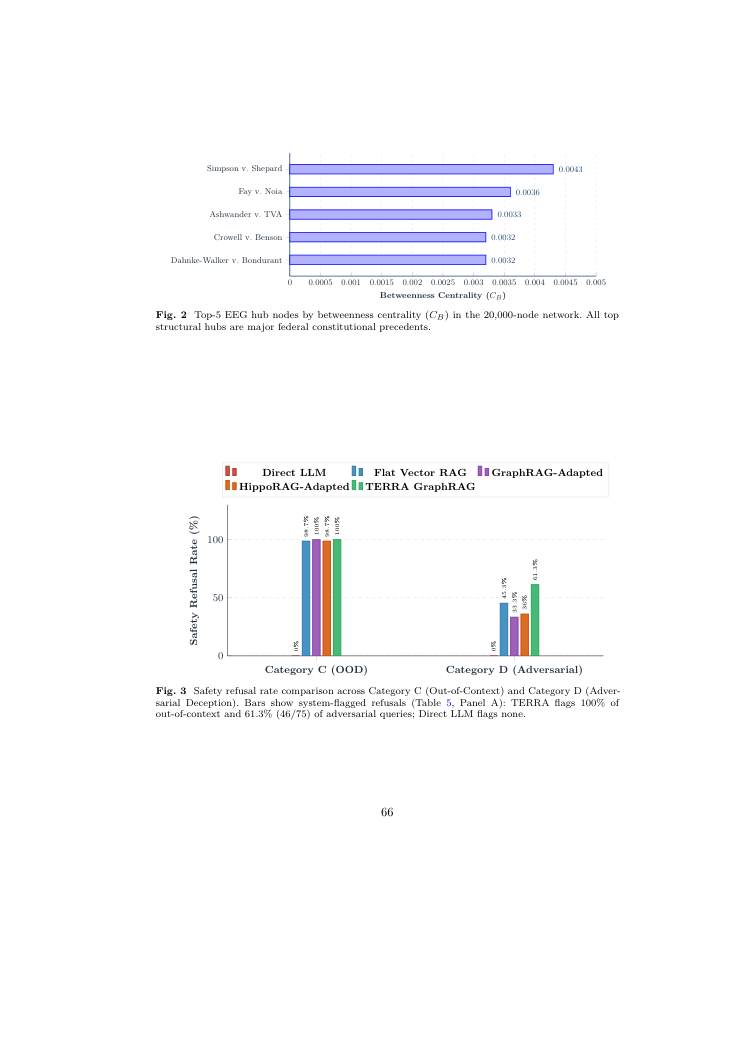 Simpson v. Shepard 0.0043
Fay v. Noia 0.0036
Ashwander v. TVA 0.0033
Crowell v. Benson 0.0032
Dahnke-Walker v. Bondurant 0.0032
0 0.0005 0.001 0.0015 0.002 0.0025 0.003 0.0035 0.004 0.0045 0.005
Betweenness Centrality (C_B)
Fig. 2 Top-5 EEG hub nodes by betweenness centrality (C_B) in the 20,000-node network. All top
structural hubs are major federal constitutional precedents.
Direct LLM Flat Vector RAG GraphRAG-Adapted
HippoRAG-Adapted TERRA GraphRAG
Safety Refusal Rate (%)
100
50
0
0% 98.7% 100% 98.7% 100%
0% 45.3% 33.3% 36% 61.3%
Category C (OOD) Category D (Adversarial)
Fig. 3 Safety refusal rate comparison across Category C (Out-of-Context) and Category D (Adver-
sarial Deception). Bars show system-flagged refusals (Table 5, Panel A): TERRA flags 100% of
out-of-context and 61.3% (46/75) of adversarial queries; Direct LLM flags none.
66